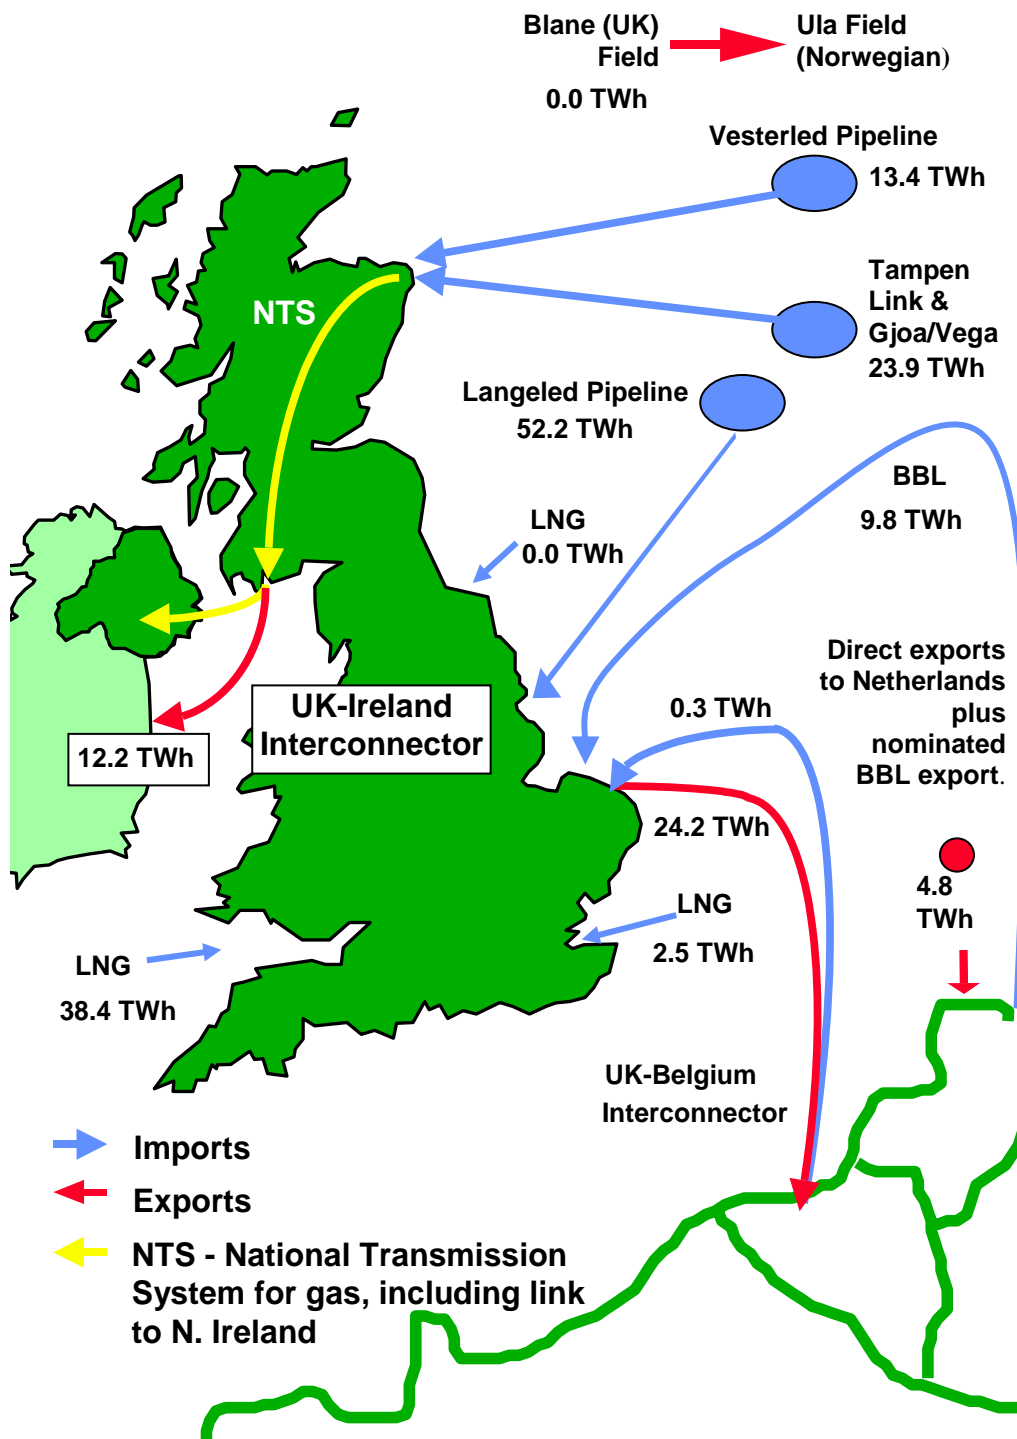 Blane (UK)
Field
0.0 TWh
Ula Field
(Norwegian)
Vesterled Pipeline
13.4 TWh
Tampen
Link &
Gjoa/Vega
23.9 TWh
NTS
Langeled Pipeline
52.2 TWh
BBL
9.8 TWh
LNG
0.0 TWh
Direct exports
to Netherlands
plus
nominated
BBL export.
4.8
TWh
UK-Ireland
Interconnector
12.2 TWh
0.3 TWh
24.2 TWh
LNG
2.5 TWh
LNG
38.4 TWh
UK-Belgium
Interconnector
Imports
Exports
NTS - National Transmission
System for gas, including link
to N. Ireland